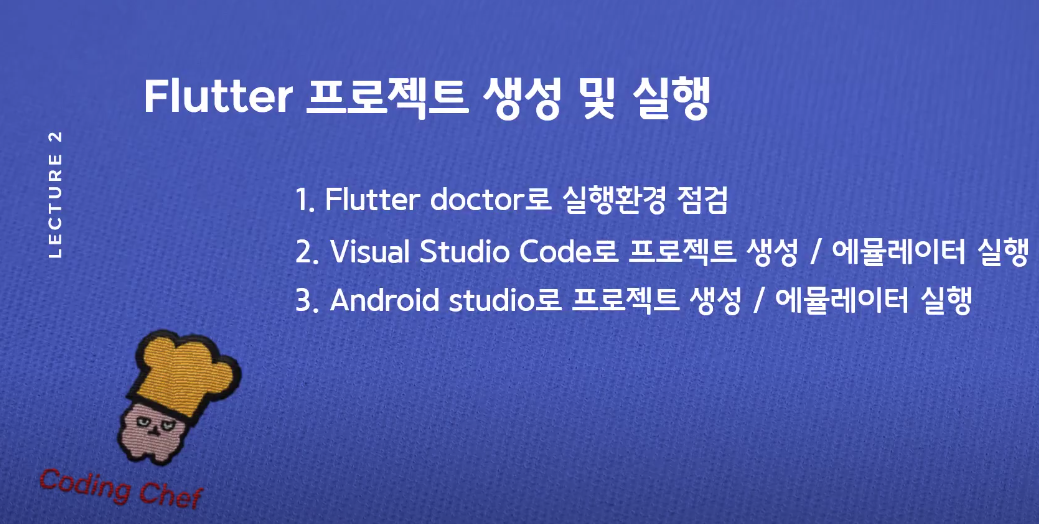 Flutter 프로젝트 생성 및 실행
LECTURE 2
1. Flutter doctor로 실행환경 점검
2. Visual Studio Code로 프로젝트 생성 / 에뮬레이터 실행
3. Android studio로 프로젝트 생성 / 에뮬레이터 실행
Coding Chef